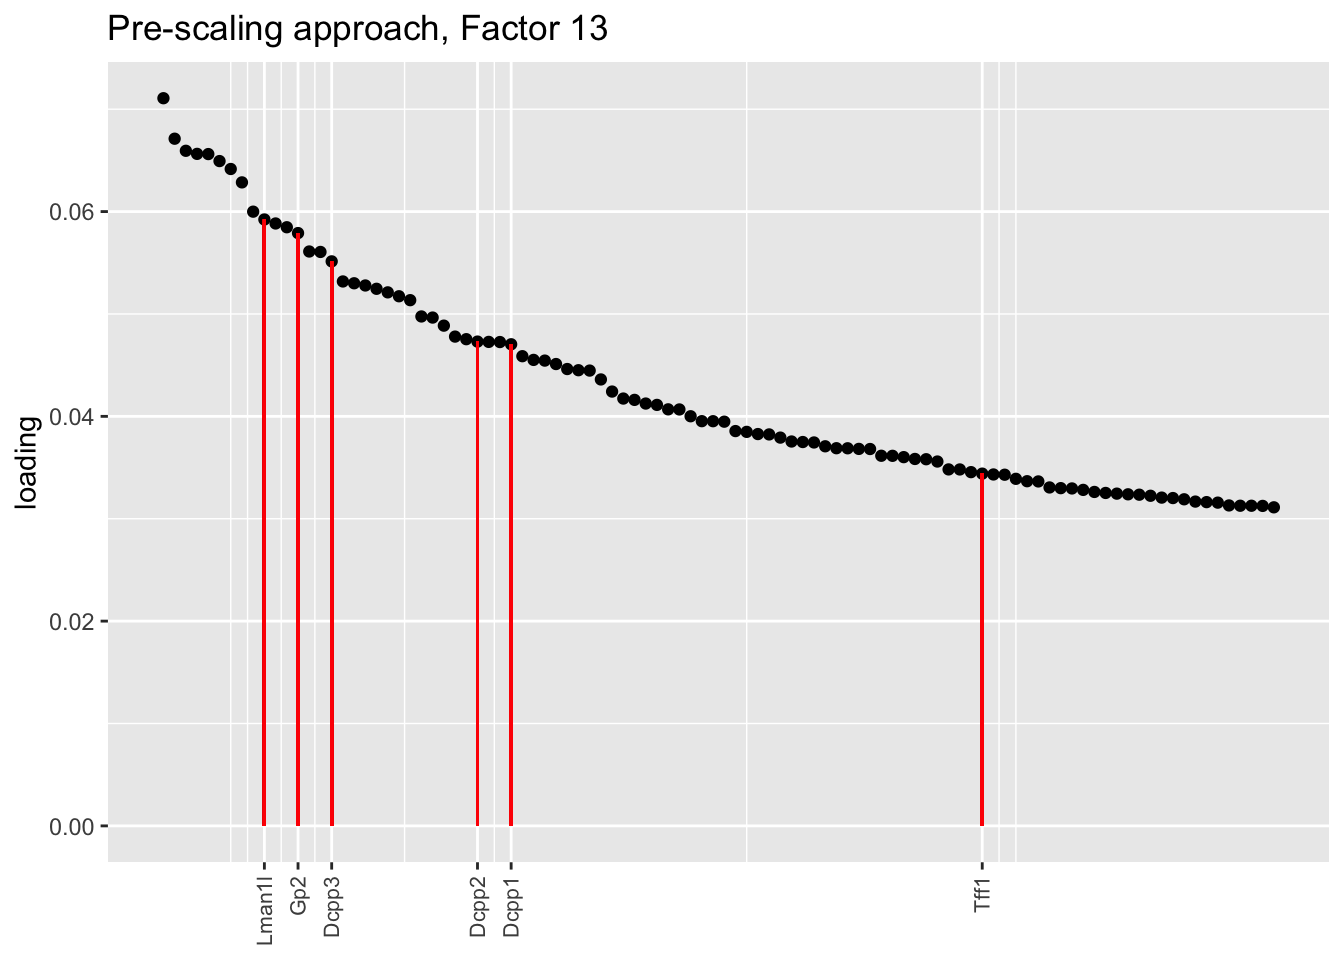 Pre-scaling approach, Factor 13
loading
0.06
0.04
0.02
0.00
Lman1l
Gp2
Dcpp3
Dcpp2
Dcpp1
Tff1